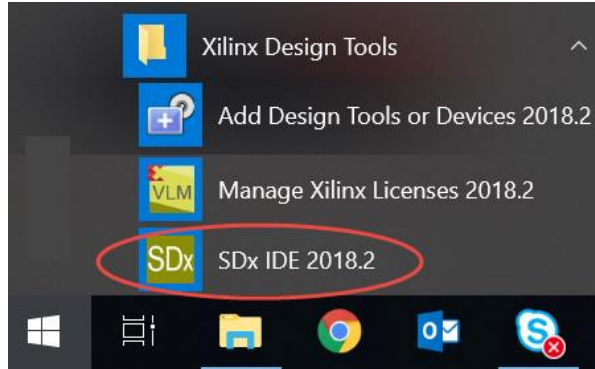 Xilinx Design Tools
Add Design Tools or Devices 2018.2
VLM
Manage Xilinx Licenses 2018.2
SDx
SDx IDE 2018.2